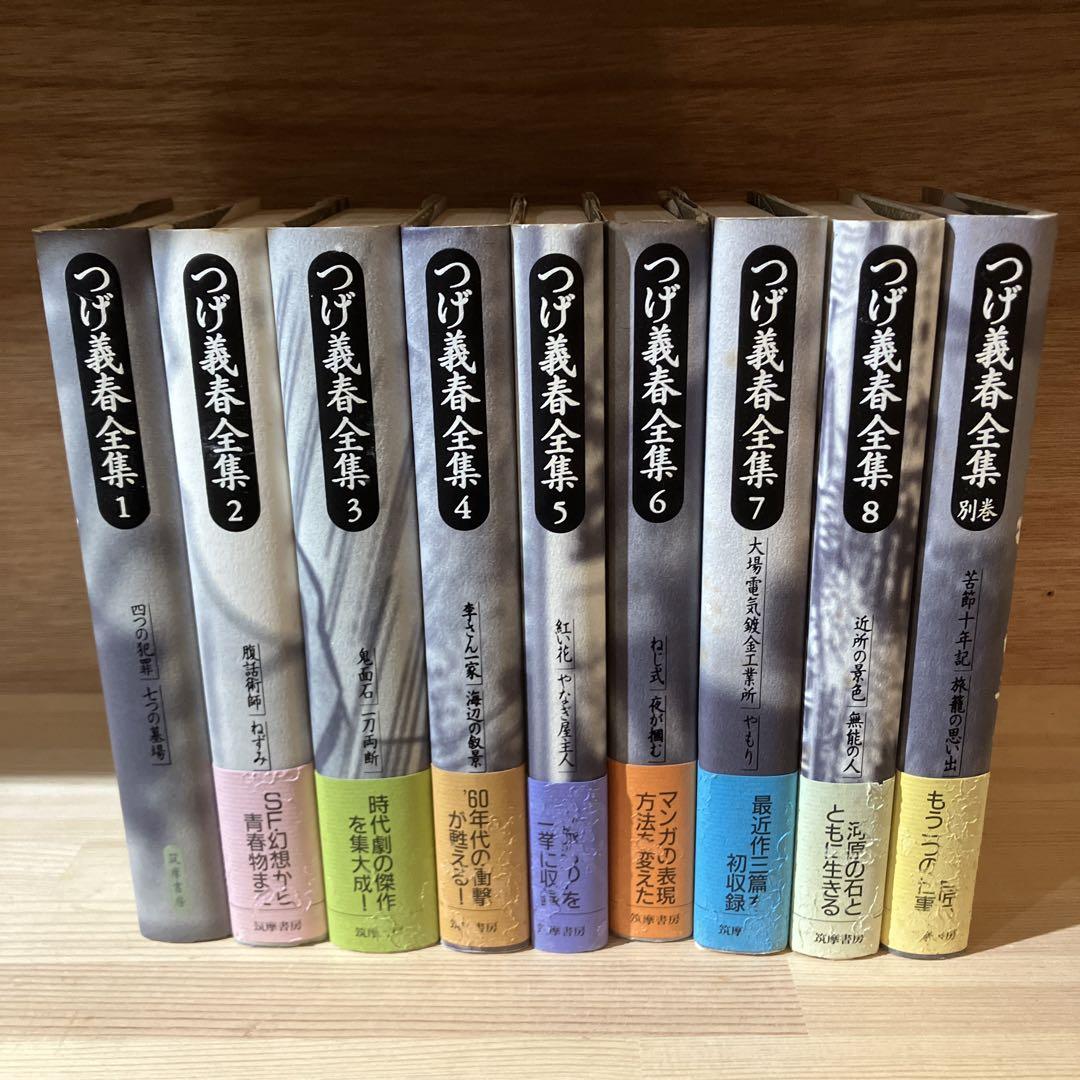 つげ義春全集
1
四つの犯罪
七つの墓場
筑摩書房
つげ義春全集
2
腹話術師
ねずみ
SF、幻想から
青春物まで
筑摩書房
つげ義春全集
3
鬼面石
一刀両断
時代劇の傑作
を集大成!
筑摩
つげ義春全集
4
李さん一家
海辺の叙景
'60年代の衝撃
が甦える!
筑摩書房
つげ義春全集
5
紅い花
やなぎ屋主人
を
一挙に収録
筑摩書房
つげ義春全集
6
ねじ式
夜が掴む
マンガの表現
方法を変えた
筑摩書房
つげ義春全集
7
大場電気鍍金工業所
やもり
最近作三篇を
初収録
筑摩
つげ義春全集
8
近所の景色
無能の人
河原の石と
ともに生きる
筑摩書房
つげ義春全集
別巻
苦節十年記
旅籠の思い出
もう一つの
房